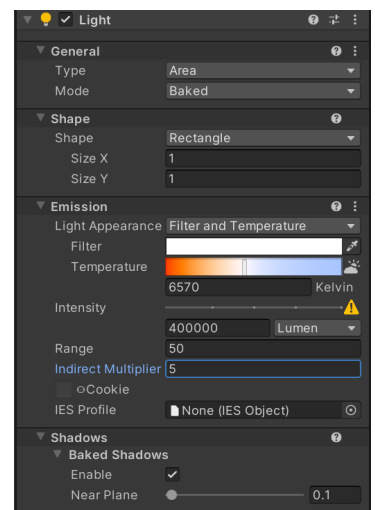 Light
General
Type Area
Mode Baked
Shape
Shape Rectangle
Size X 1
Size Y 1
Emission
Light Appearance Filter and Temperature
Filter
Temperature
6570 Kelvin
Intensity
400000 Lumen
Range 50
Indirect Multiplier 5
Cookie
IES Profile None (IES Object)
Shadows
Baked Shadows
Enable
Near Plane 0.1